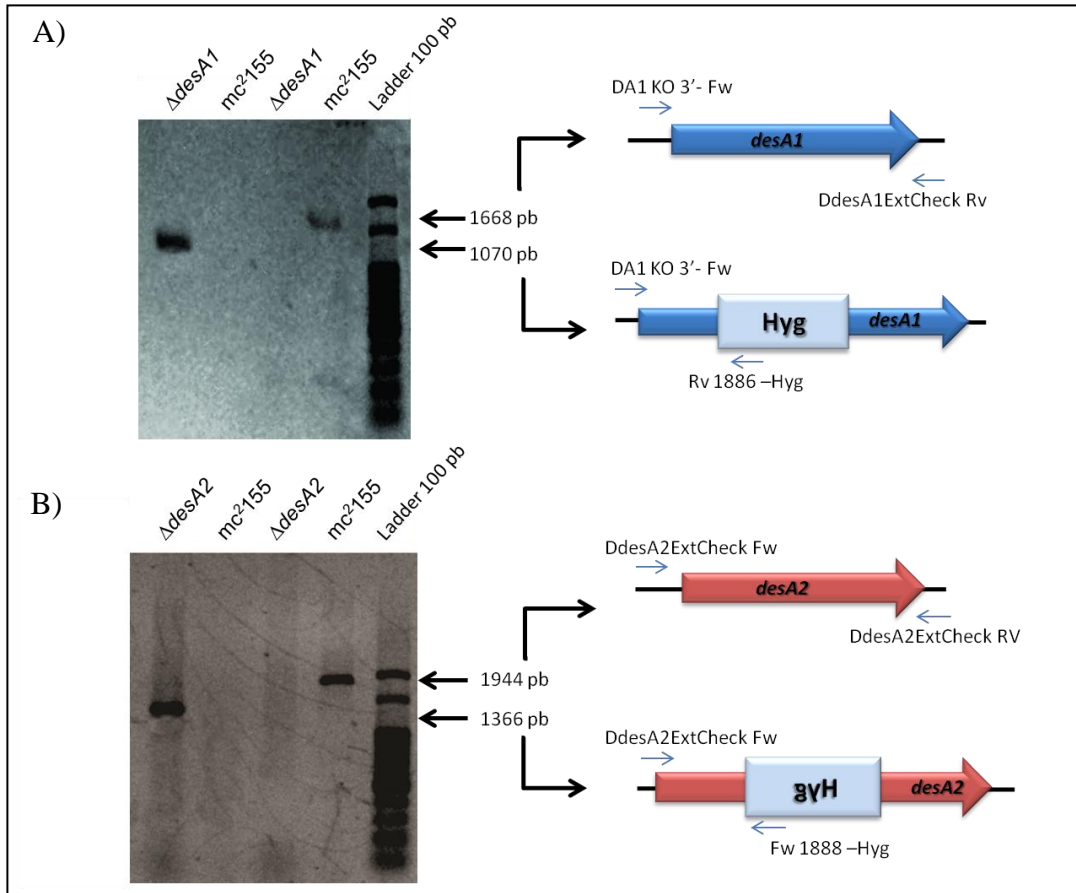 A)
ΔdesA1
mc²155
ΔdesA1
mc²155
Ladder 100 pb
1668 pb
1070 pb
DA1 KO 3’- Fw
desA1
DdesA1ExtCheck Rv
DA1 KO 3’- Fw
Hyg
desA1
Rv 1886 –Hyg
B)
ΔdesA2
mc²155
ΔdesA2
mc²155
Ladder 100 pb
1944 pb
1366 pb
DdesA2ExtCheck Fw
desA2
DdesA2ExtCheck RV
DdesA2ExtCheck Fw
Hyg
desA2
Fw 1888 –Hyg